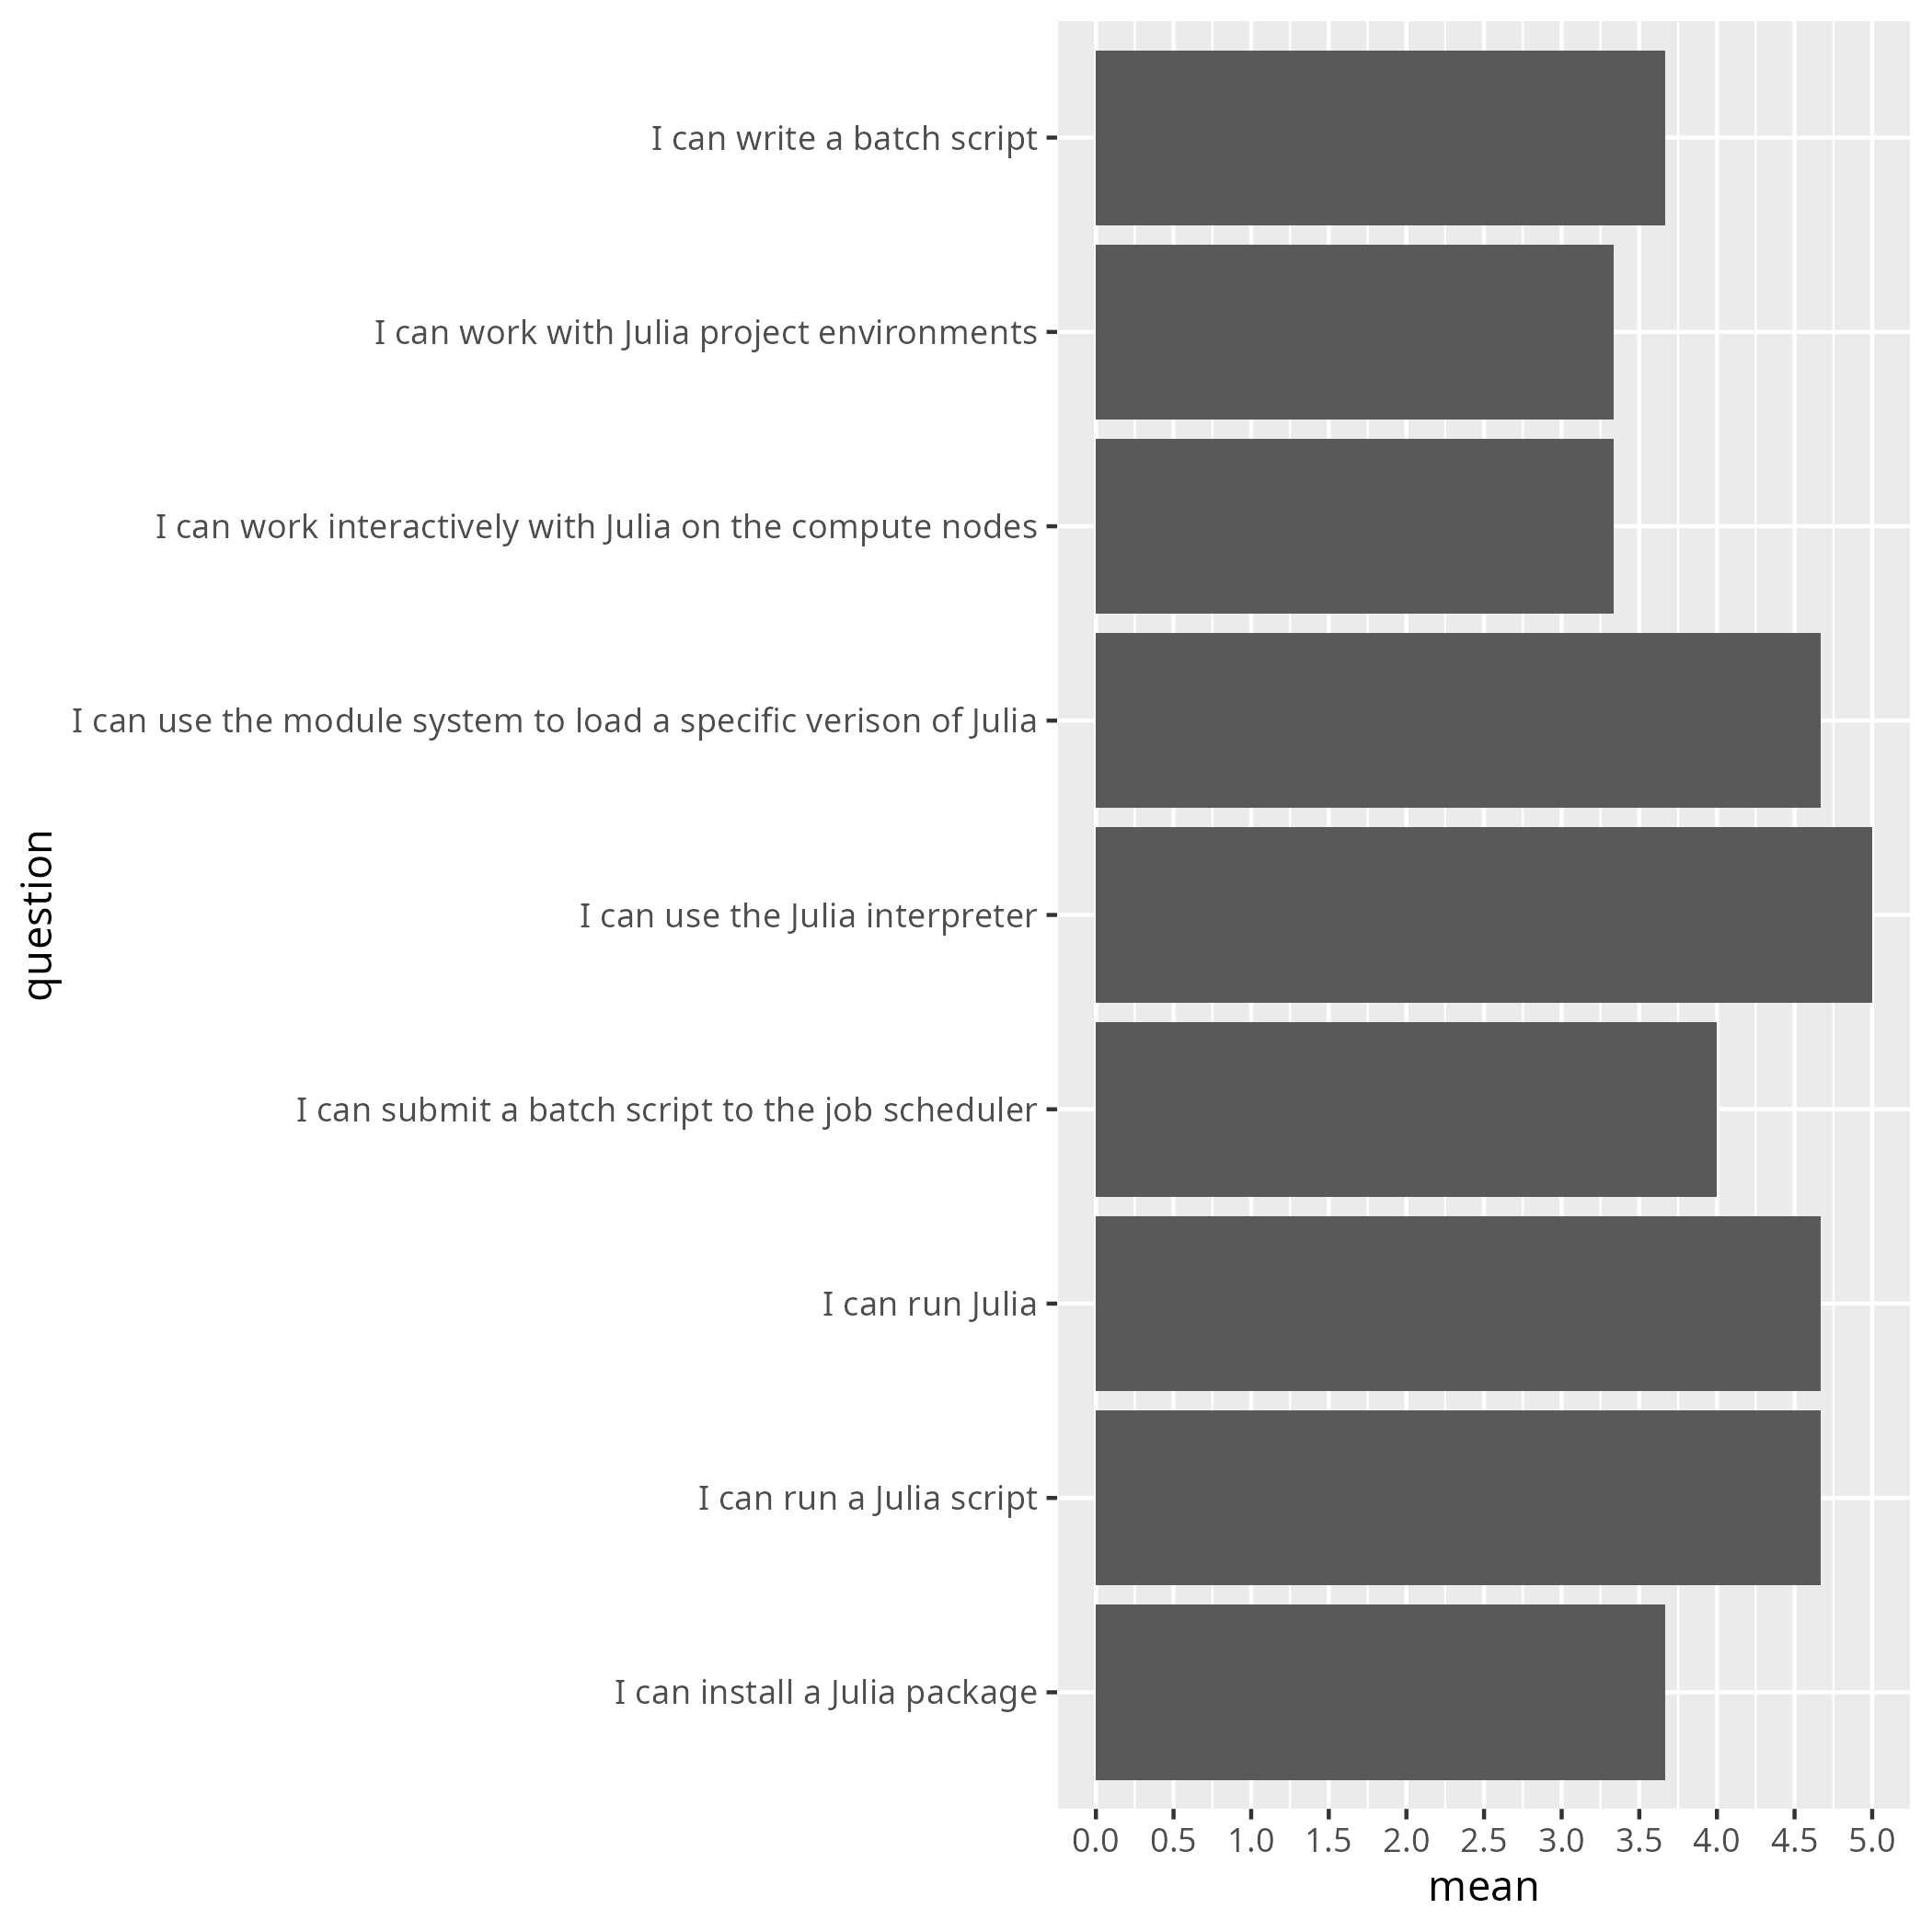 I can write a batch script
I can work with Julia project environments
I can work interactively with Julia on the compute nodes
I can use the module system to load a specific verison of Julia
I can use the Julia interpreter
I can submit a batch script to the job scheduler
I can run Julia
I can run a Julia script
I can install a Julia package
question
0.0 0.5 1.0 1.5 2.0 2.5 3.0 3.5 4.0 4.5 5.0
mean